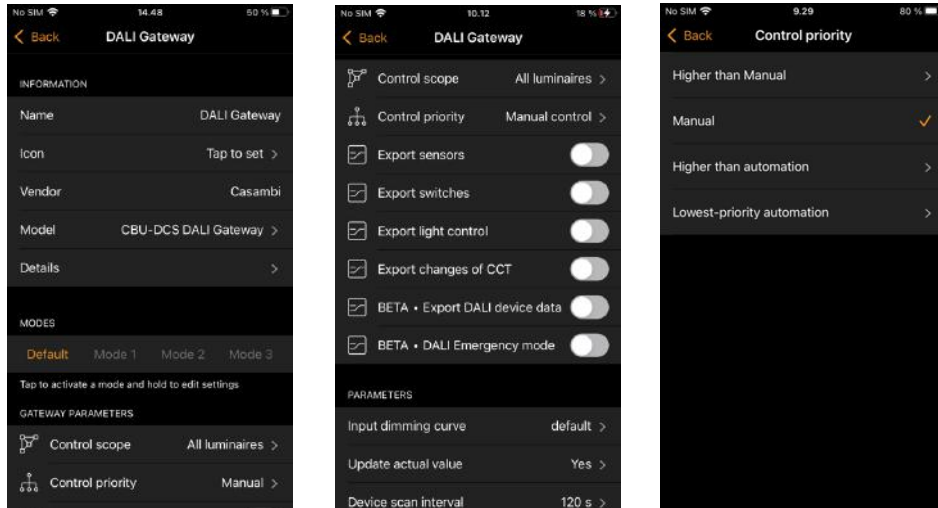 No SIM 14.48 50 %
Back DALI Gateway
INFORMATION
Name DALI Gateway
Icon Tap to set >
Vendor Casambi
Model CBU-DCS DALI Gateway >
Details >
MODES
Default Mode 1 Mode 2 Mode 3
Tap to activate a mode and hold to edit settings
GATEWAY PARAMETERS
Control scope All luminaires >
Control priority Manual >
No SIM 10.12 18 %
Back DALI Gateway
Control scope All luminaires >
Control priority Manual control >
Export sensors
Export switches
Export light control
Export changes of CCT
BETA • Export DALI device data
BETA • DALI Emergency mode
PARAMETERS
Input dimming curve default >
Update actual value Yes >
Device scan interval 120 s >
No SIM 9.29 80 %
Back Control priority
Higher than Manual >
Manual
Higher than automation >
Lowest-priority automation >